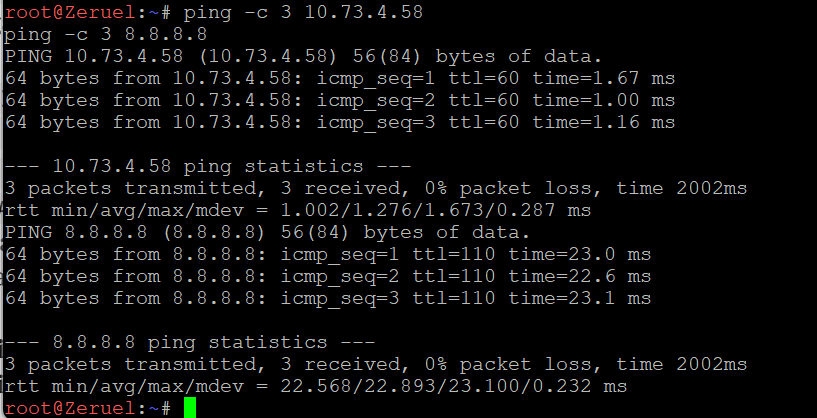 root@Zeruel:~# ping -c 3 10.73.4.58
ping -c 3 8.8.8.8
PING 10.73.4.58 (10.73.4.58) 56(84) bytes of data.
64 bytes from 10.73.4.58: icmp_seq=1 ttl=60 time=1.67 ms
64 bytes from 10.73.4.58: icmp_seq=2 ttl=60 time=1.00 ms
64 bytes from 10.73.4.58: icmp_seq=3 ttl=60 time=1.16 ms
--- 10.73.4.58 ping statistics ---
3 packets transmitted, 3 received, 0% packet loss, time 2002ms
rtt min/avg/max/mdev = 1.002/1.276/1.673/0.287 ms
PING 8.8.8.8 (8.8.8.8) 56(84) bytes of data.
64 bytes from 8.8.8.8: icmp_seq=1 ttl=110 time=23.0 ms
64 bytes from 8.8.8.8: icmp_seq=2 ttl=110 time=22.6 ms
64 bytes from 8.8.8.8: icmp_seq=3 ttl=110 time=23.1 ms
--- 8.8.8.8 ping statistics ---
3 packets transmitted, 3 received, 0% packet loss, time 2002ms
rtt min/avg/max/mdev = 22.568/22.893/23.100/0.232 ms
root@Zeruel:~#